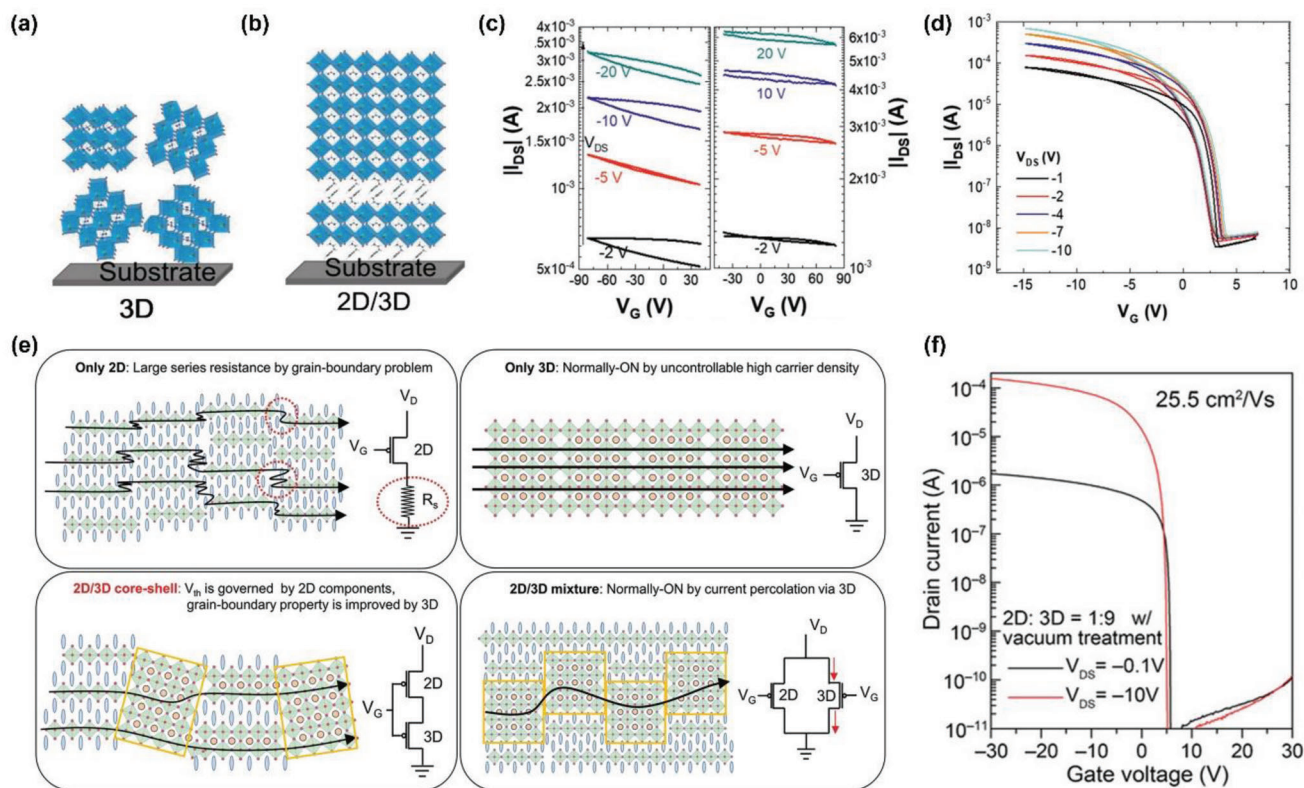 (a)
Substrate
3D
(b)
Substrate
2D/3D
(c)
|I_DS| (A)
4x10⁻³
3.5x10⁻³
3x10⁻³
2.5x10⁻³
2x10⁻³
1.5x10⁻³
1x10⁻³
5x10⁻⁴
-20 V
-10 V
V_DS
-5 V
-2 V
-90 -60 -30 0 30
V_G (V)
20 V
10 V
-5 V
-2 V
-30 0 30 60 90
V_G (V)
6x10⁻³
5x10⁻³
4x10⁻³
3x10⁻³
2x10⁻³
10⁻³
|I_DS| (A)
(d)
|I_DS| (A)
10⁻³
10⁻⁴
10⁻⁵
10⁻⁶
10⁻⁷
10⁻⁸
10⁻⁹
V_DS (V)
-1
-2
-4
-7
-10
-15 -10 -5 0 5 10
V_G (V)
(e)
Only 2D: Large series resistance by grain-boundary problem
V_D
V_G
2D
R_s
Only 3D: Normally-ON by uncontrollable high carrier density
V_D
V_G
3D
2D/3D core-shell: V_th is governed by 2D components,
grain-boundary property is improved by 3D
V_D
2D
V_G
3D
2D/3D mixture: Normally-ON by current percolation via 3D
V_D
V_G 2D 3D V_G
(f)
Drain current (A)
10⁻⁴
10⁻⁵
10⁻⁶
10⁻⁷
10⁻⁸
10⁻⁹
10⁻¹⁰
10⁻¹¹
25.5 cm²/Vs
2D: 3D = 1:9 w/
vacuum treatment
V_DS= –0.1V
V_DS= –10V
-30 -20 -10 0 10 20 30
Gate voltage (V)